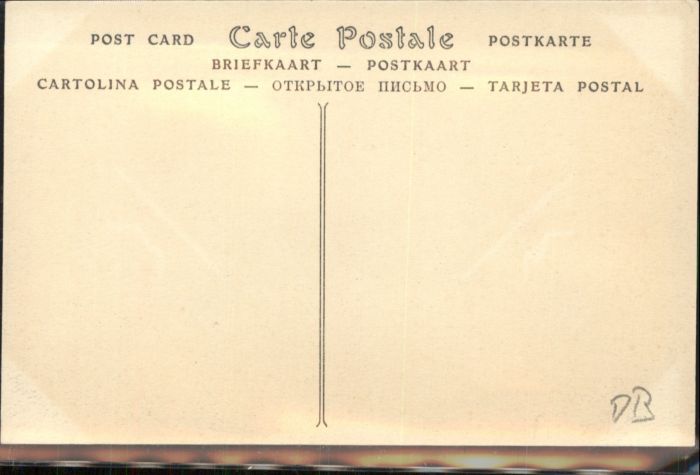 POST CARD Carte Postale POSTKARTE
BRIEFKAART — POSTKAART
CARTOLINA POSTALE — ОТКРЫТОЕ ПИСЬМО — TARJETA POSTAL
DB